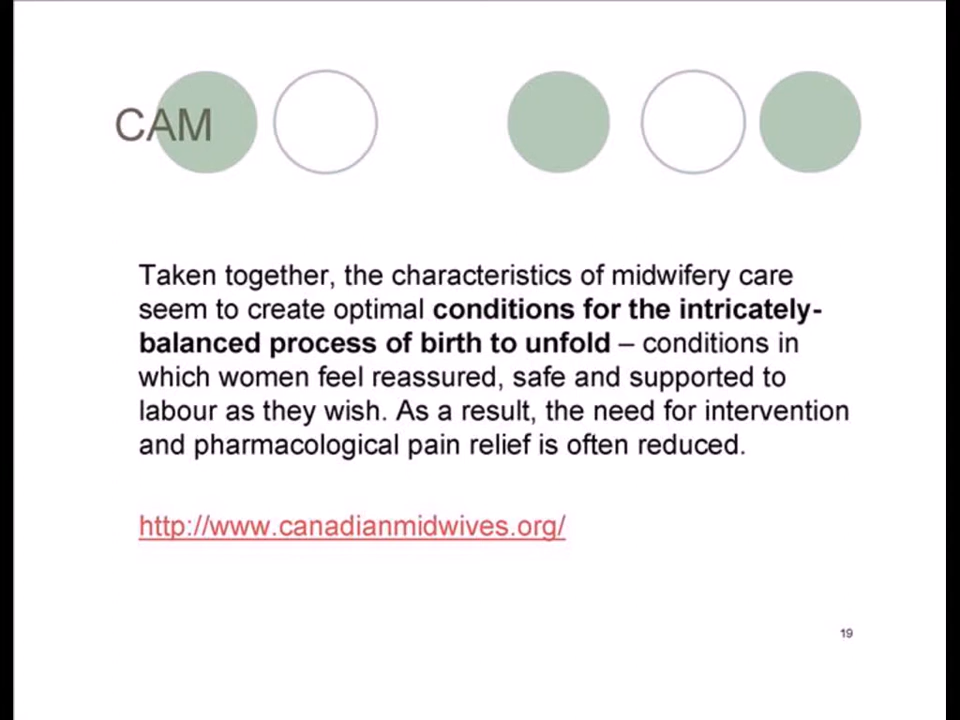 CAM
Taken together, the characteristics of midwifery care
seem to create optimal conditions for the intricately-
balanced process of birth to unfold – conditions in
which women feel reassured, safe and supported to
labour as they wish. As a result, the need for intervention
and pharmacological pain relief is often reduced.
http://www.canadianmidwives.org/
19